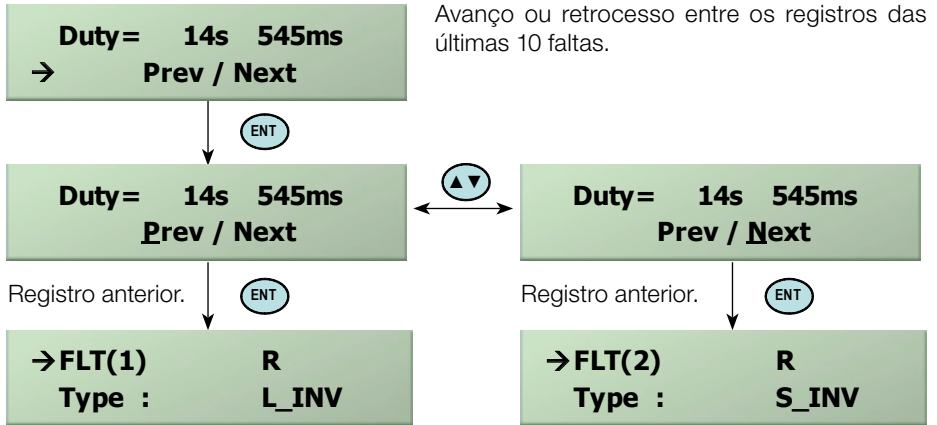 Duty= 14s 545ms
→ Prev / Next
Avanço ou retrocesso entre os registros das
últimas 10 faltas.
ENT
Duty= 14s 545ms
Prev / Next
▲▼
Duty= 14s 545ms
Prev / Next
Registro anterior.
ENT
Registro anterior.
ENT
→FLT(1) R
Type : L_INV
→FLT(2) R
Type : S_INV